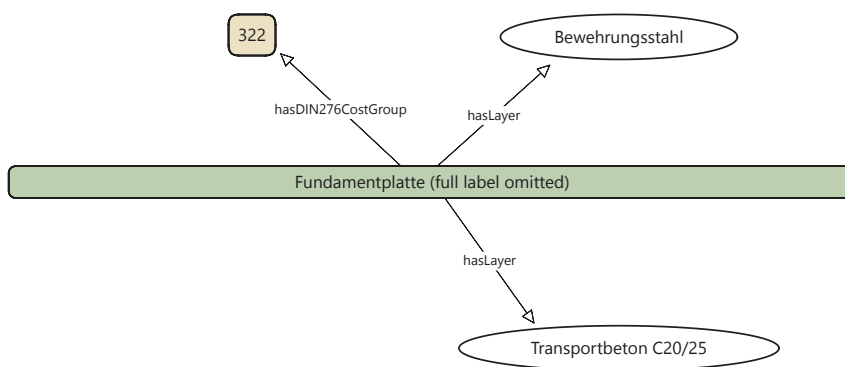 322
Bewehrungsstahl
hasDIN276CostGroup
hasLayer
Fundamentplatte (full label omitted)
hasLayer
Transportbeton C20/25